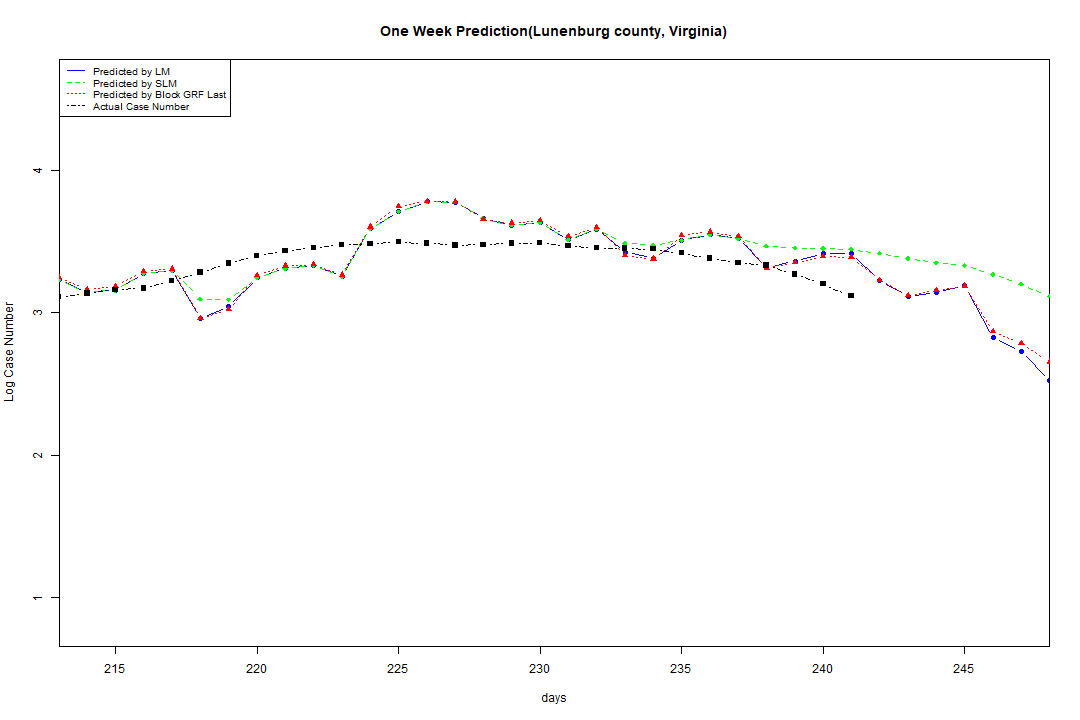 One Week Prediction(Lunenburg county, Virginia)
Predicted by LM
Predicted by SLM
Predicted by Block GRF Last
Actual Case Number
4
3
2
1
Log Case Number
215 220 225 230 235 240 245
days